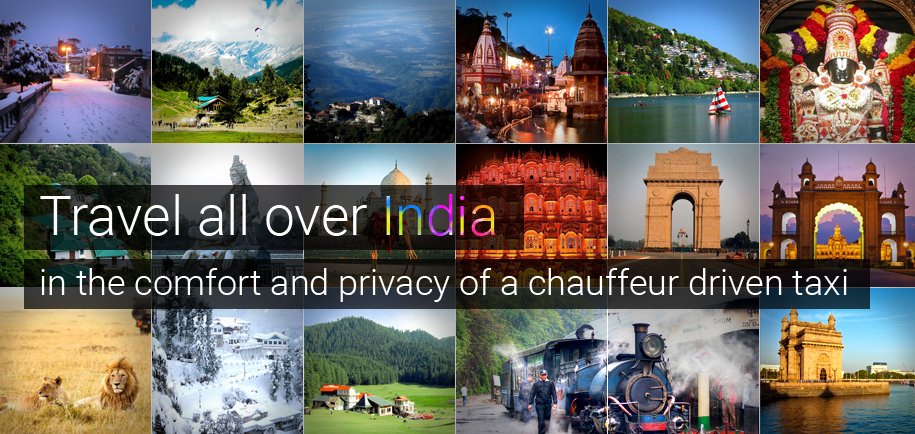 Travel all over India
in the comfort and privacy of a chauffeur driven taxi